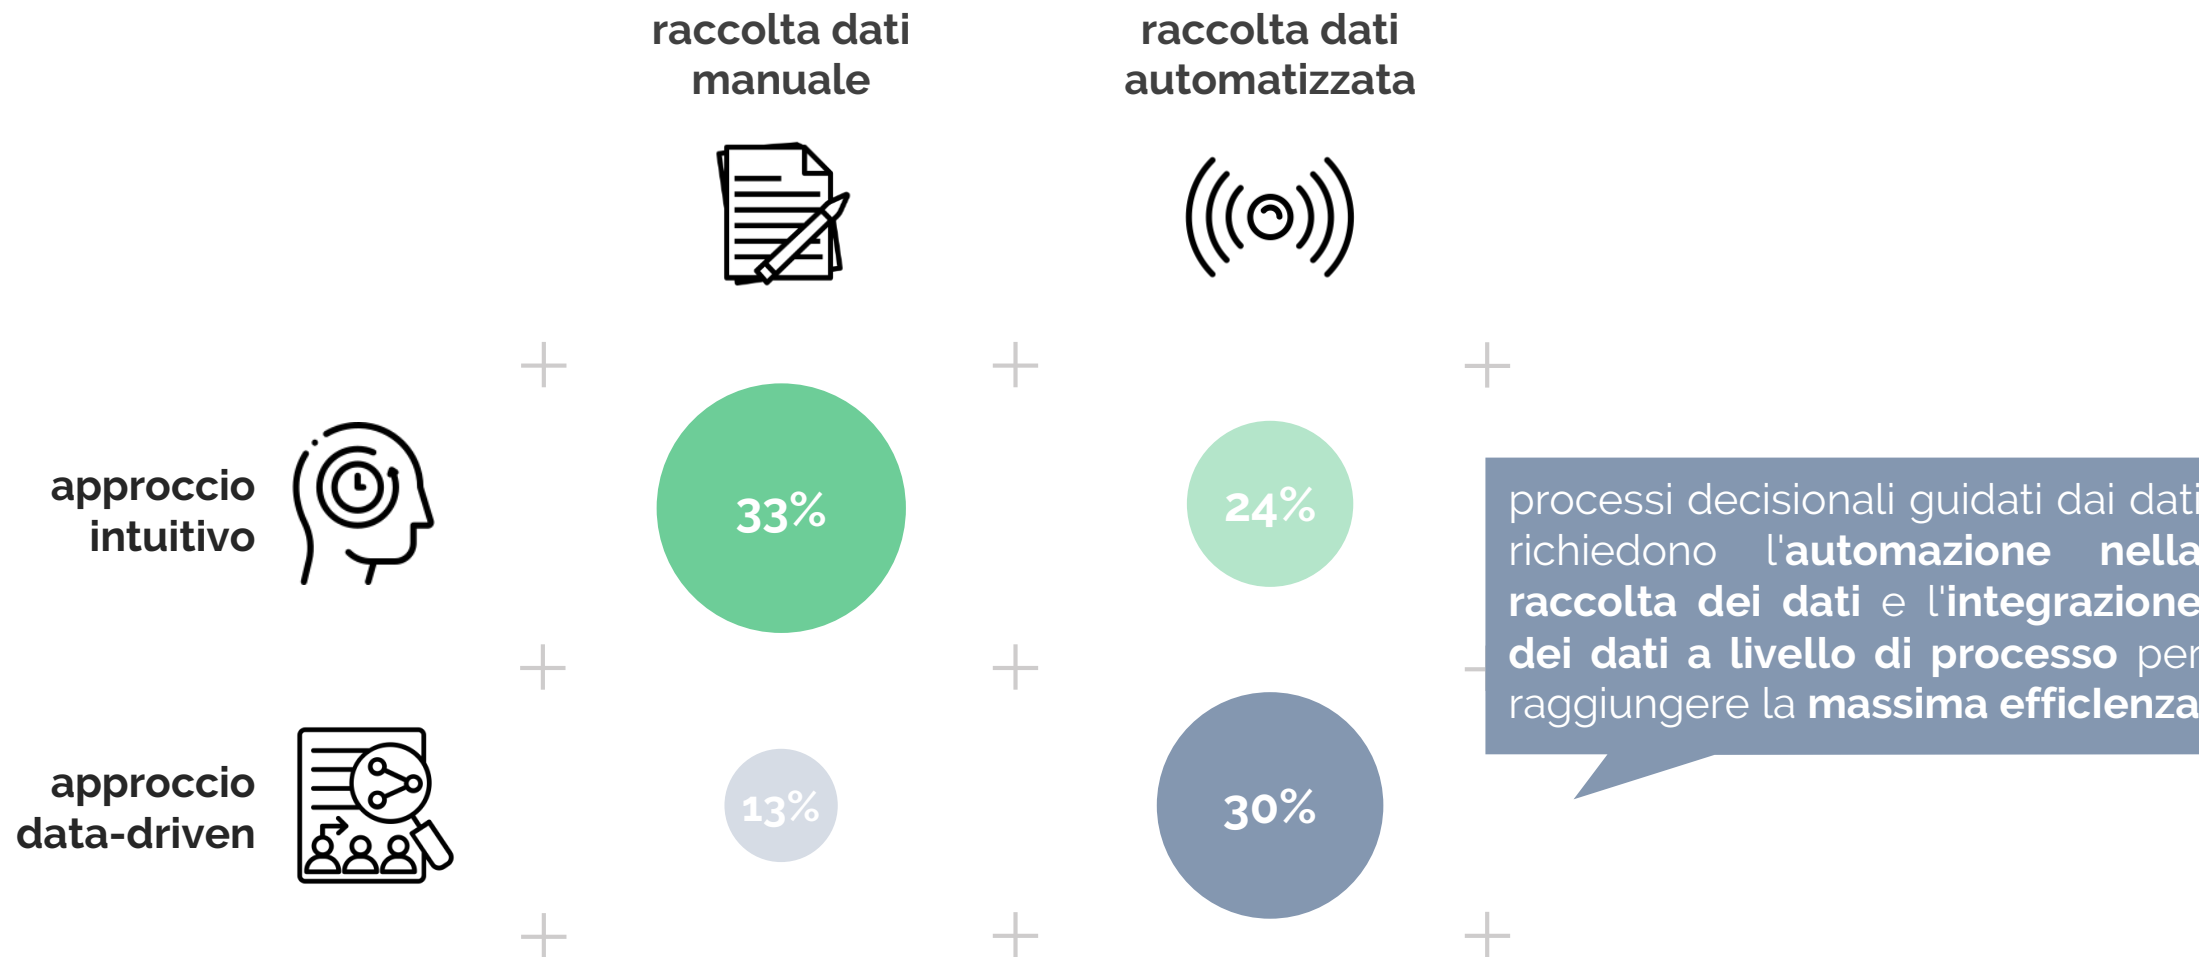 raccolta dati
manuale
raccolta dati
automatizzata
approccio
intuitivo
33%
24%
processi decisionali guidati dai dati
richiedono l'automazione nella
raccolta dei dati e l'integrazione
dei dati a livello di processo per
raggiungere la massima efficIenza
approccio
data-driven
13%
30%